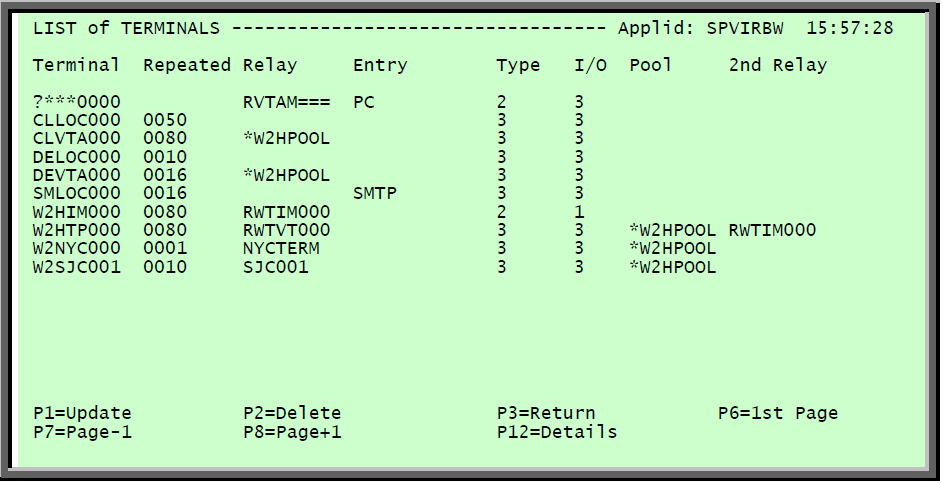 LIST of TERMINALS ---------------------------------- Applid: SPVIRBW 15:57:28
Terminal Repeated Relay Entry Type I/O Pool 2nd Relay
?***0000 RVTAM=== PC 2 3
CLLOC000 0050 3 3
CLVTA000 0080 *W2HPOOL 3 3
DELOC000 0010 3 3
DEVTA000 0016 *W2HPOOL 3 3
SMLOC000 0016 SMTP 3 3
W2HIM000 0080 RWTIM000 2 1
W2HTP000 0080 RWTVT000 3 3 *W2HPOOL RWTIM000
W2NYC000 0001 NYCTERM 3 3 *W2HPOOL
W2SJC001 0010 SJC001 3 3 *W2HPOOL
P1=Update P2=Delete P3=Return P6=1st Page
P7=Page-1 P8=Page+1 P12=Details